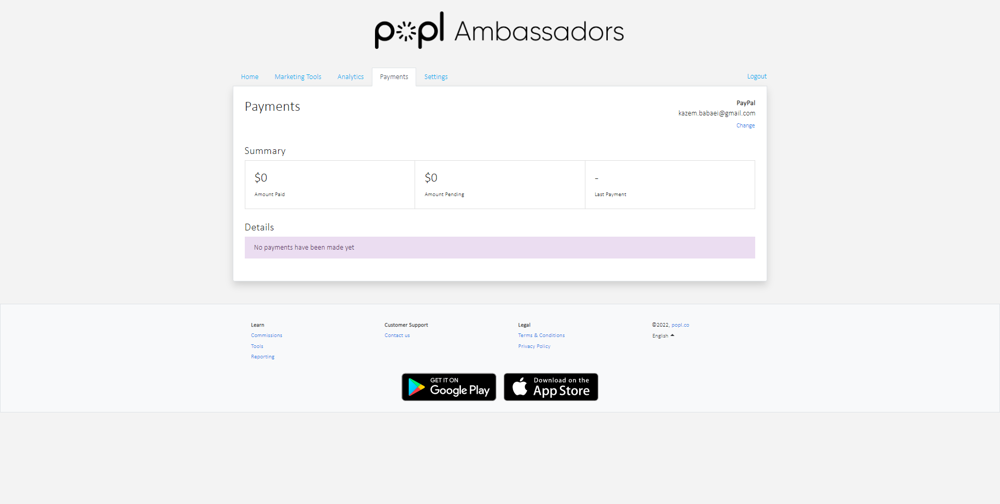 popl Ambassadors
Home Marketing Tools Analytics Payments Settings Logout
Payments
PayPal
kazem.babaei@gmail.com
Change
Summary
$0 $0 -
Amount Paid Amount Pending Last Payment
Details
No payments have been made yet
Learn
Commissions
Tools
Reporting
Customer Support
Contact us
Legal
Terms & Conditions
Privacy Policy
©2022, popl.co
English
GET IT ON
Google Play
Download on the
App Store